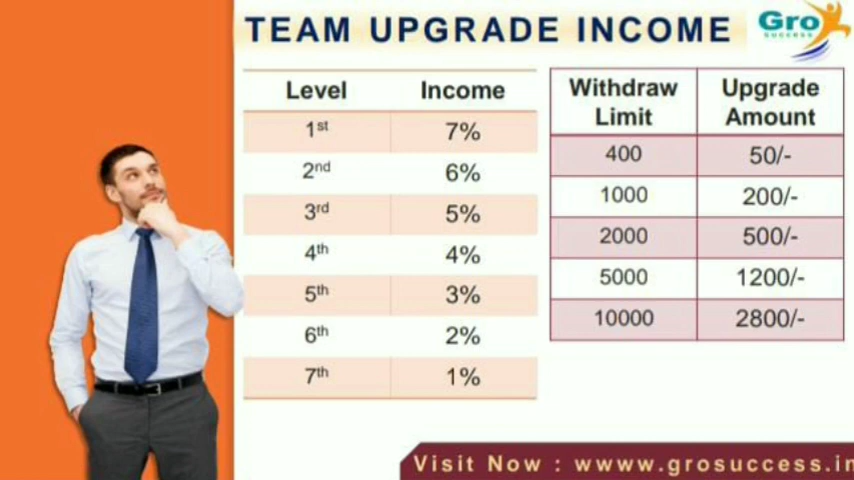 TEAM UPGRADE INCOME
Gro
SUCCESS
Level Income
1st 7%
2nd 6%
3rd 5%
4th 4%
5th 3%
6th 2%
7th 1%
Withdraw Limit Upgrade Amount
400 50/-
1000 200/-
2000 500/-
5000 1200/-
10000 2800/-
Visit Now : wwww.grosuccess.in